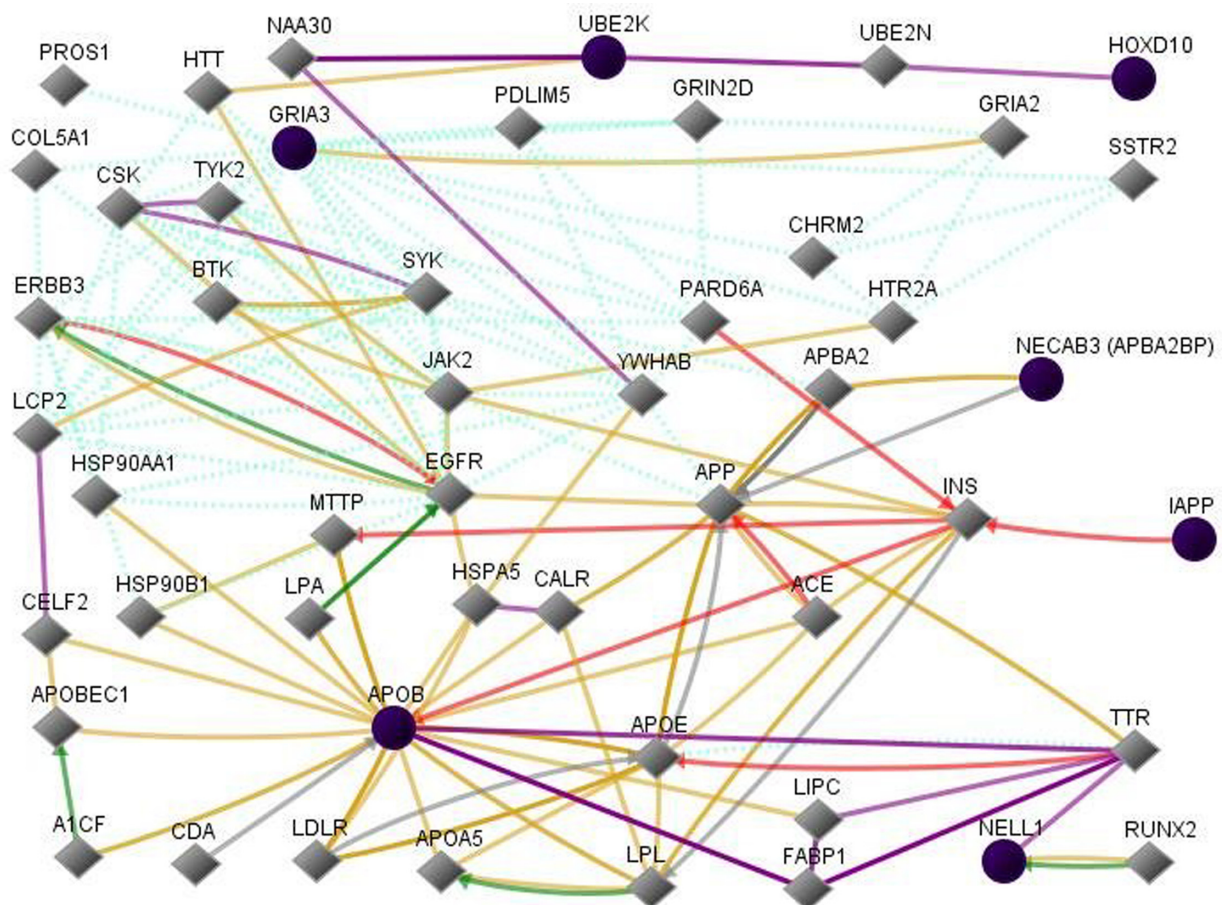 NAA30
UBE2K
UBE2N
HOXD10
PROS1
HTT
PDLIM5
GRIN2D
GRIA2
GRIA3
COL5A1
CSK
TYK2
SSTR2
CHRM2
ERBB3
BTK
SYK
PARD6A
HTR2A
JAK2
YWHAB
APBA2
NECAB3 (APBA2BP)
LCP2
HSP90AA1
EGFR
APP
INS
MTTP
IAPP
HSP90B1
LPA
HSPA5
CALR
ACE
CELF2
APOBEC1
APOB
APOE
TTR
LIPC
A1CF
CDA
LDLR
APOA5
LPL
FABP1
NELL1
RUNX2